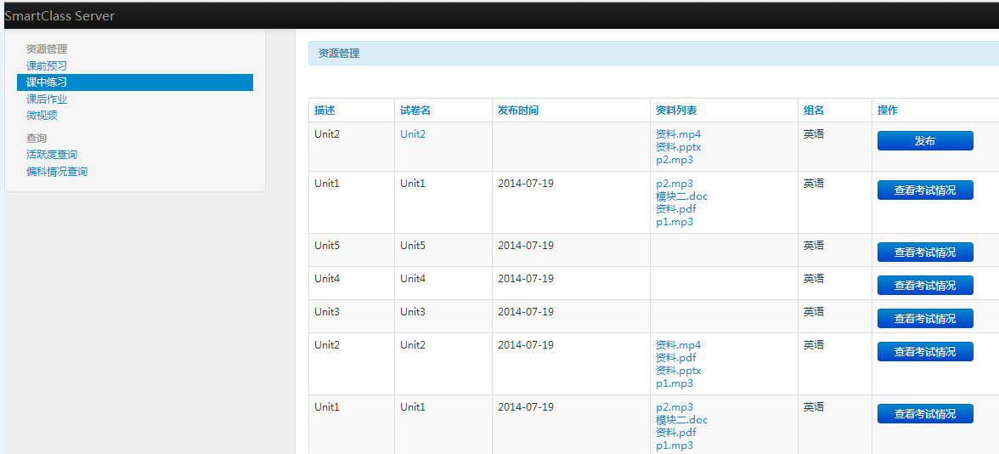 SmartClass Server
资源管理
课前预习
课中练习
课后作业
微视频
查询
活跃度查询
偏科情况查询
资源管理
描述 试卷名 发布时间 资料列表 组名 操作
Unit2 Unit2 资料.mp4 英语 发布
资料.pptx
p2.mp3
Unit1 Unit1 2014-07-19 p2.mp3 英语 查看考试情况
模块二.doc
资料.pdf
p1.mp3
Unit5 Unit5 2014-07-19 英语 查看考试情况
Unit4 Unit4 2014-07-19 英语 查看考试情况
Unit3 Unit3 2014-07-19 英语 查看考试情况
Unit2 Unit2 2014-07-19 资料.mp4 英语 查看考试情况
资料.pdf
资料.pptx
p1.mp3
Unit1 Unit1 2014-07-19 p2.mp3 英语 查看考试情况
模块二.doc
资料.pdf
p1.mp3